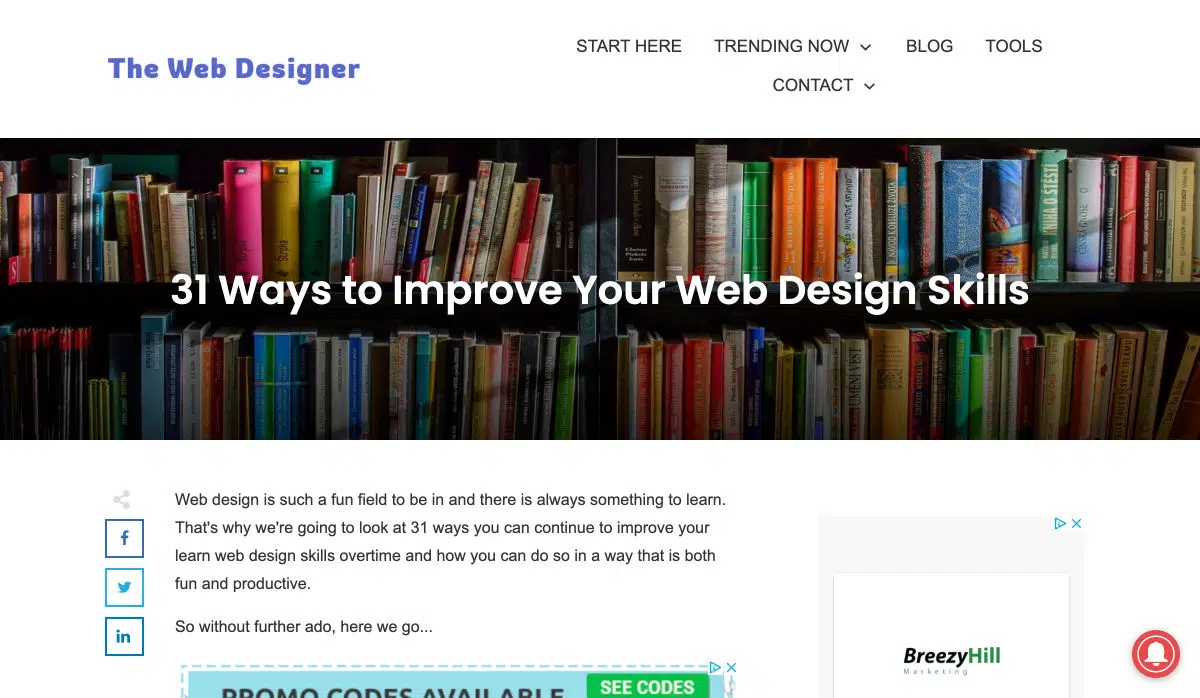 The Web Designer
START HERE
TRENDING NOW
BLOG
TOOLS
CONTACT
31 Ways to Improve Your Web Design Skills
Web design is such a fun field to be in and there is always something to learn.
That's why we're going to look at 31 ways you can continue to improve your
learn web design skills overtime and how you can do so in a way that is both
fun and productive.
So without further ado, here we go...
BreezyHill
Marketing
PROMO CODES AVAILABLE
SEE CODES